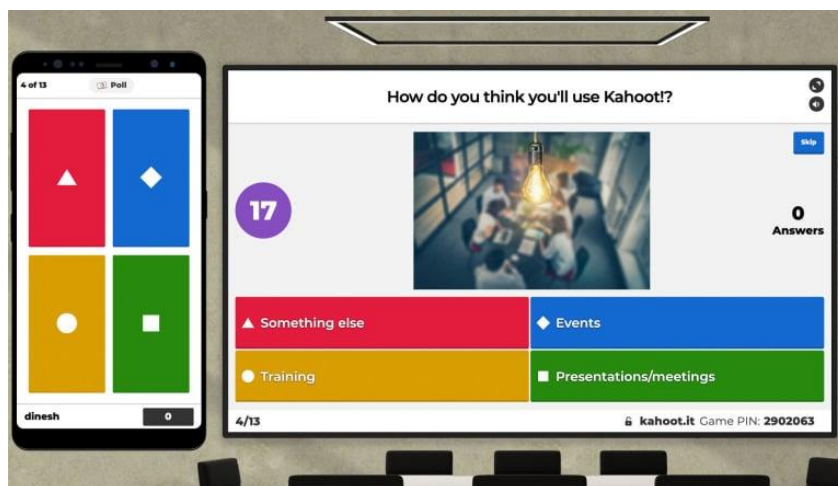 4 of 13 Poll
dinesh 0
How do you think you'll use Kahoot!?
Skip
17
0
Answers
Something else
Events
Training
Presentations/meetings
4/13
kahoot.it Game PIN: 2902063